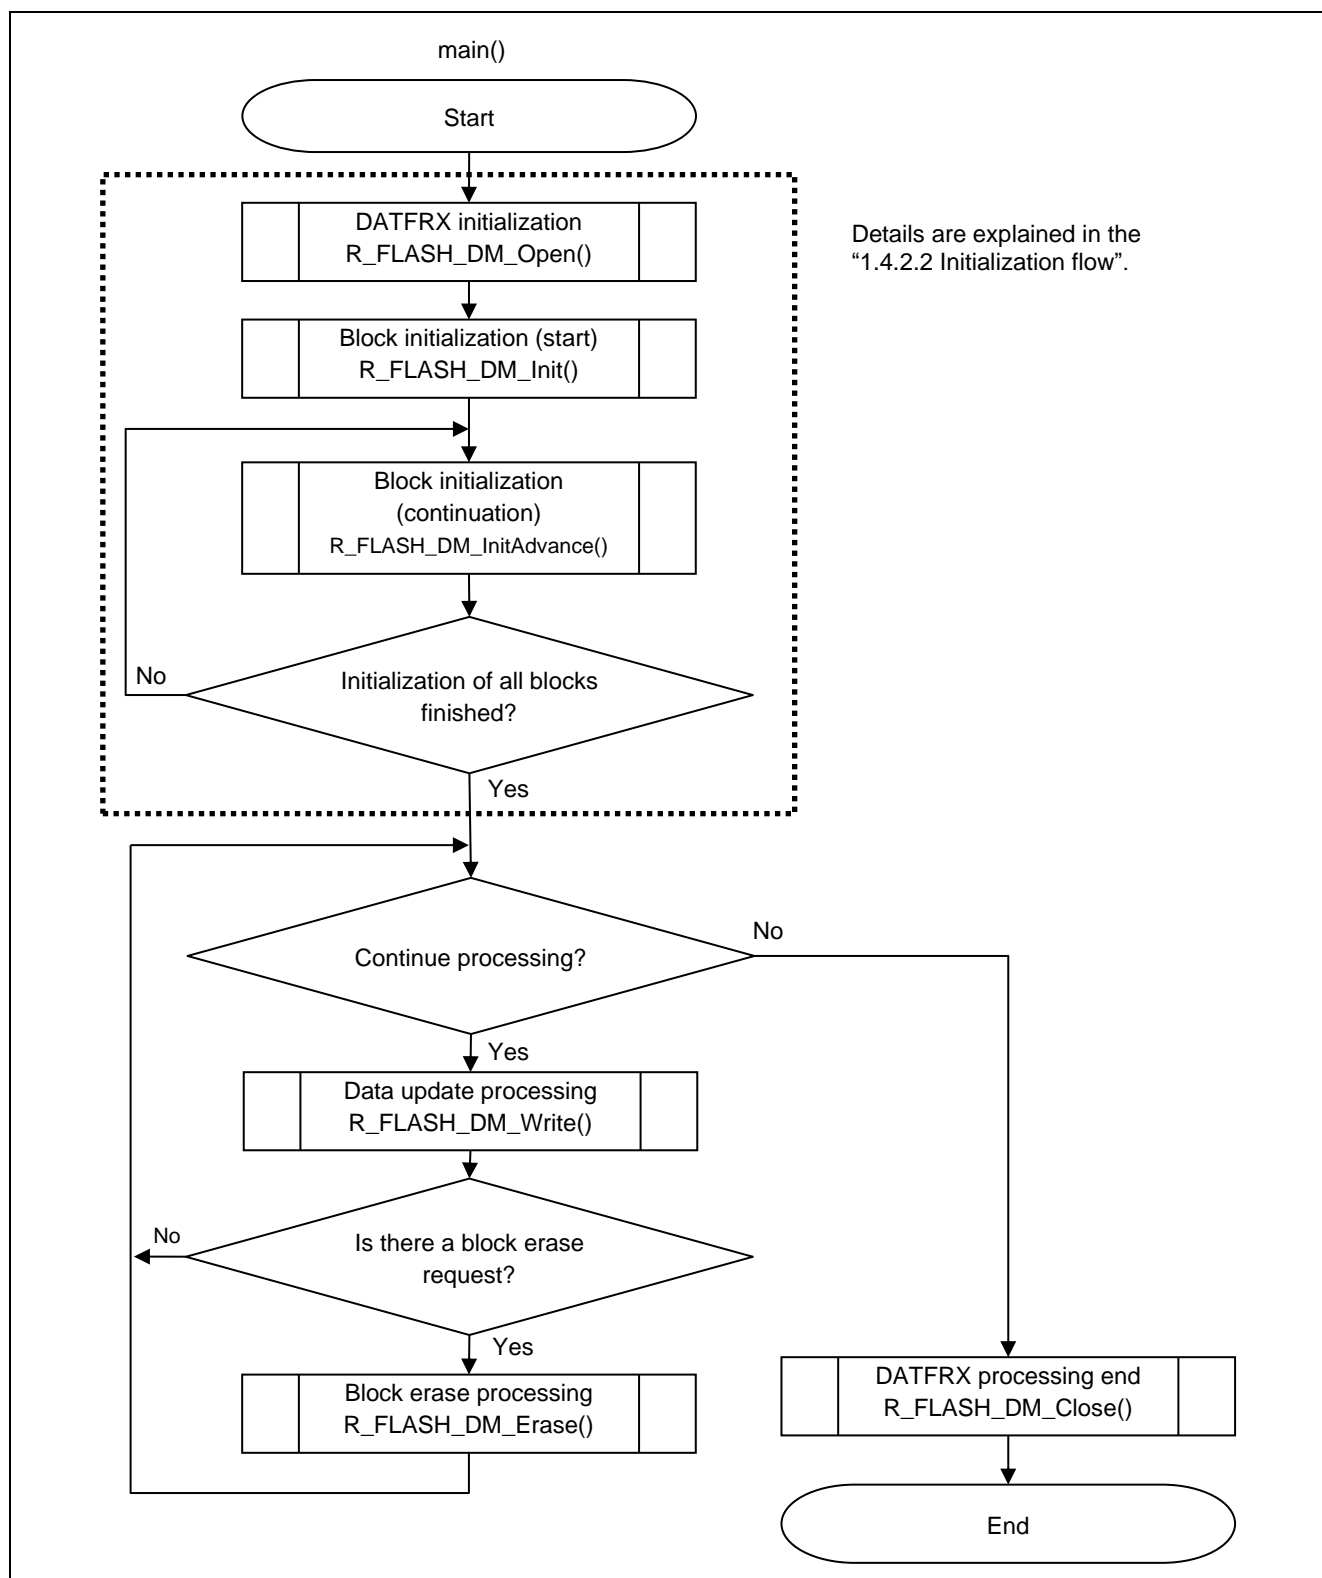 main()
Start
DATFRX initialization
R_FLASH_DM_Open()
Details are explained in the
“1.4.2.2 Initialization flow”.
Block initialization (start)
R_FLASH_DM_Init()
Block initialization
(continuation)
R_FLASH_DM_InitAdvance()
No
Initialization of all blocks
finished?
Yes
No
Continue processing?
Yes
Data update processing
R_FLASH_DM_Write()
No
Is there a block erase
request?
Yes
Block erase processing
R_FLASH_DM_Erase()
DATFRX processing end
R_FLASH_DM_Close()
End